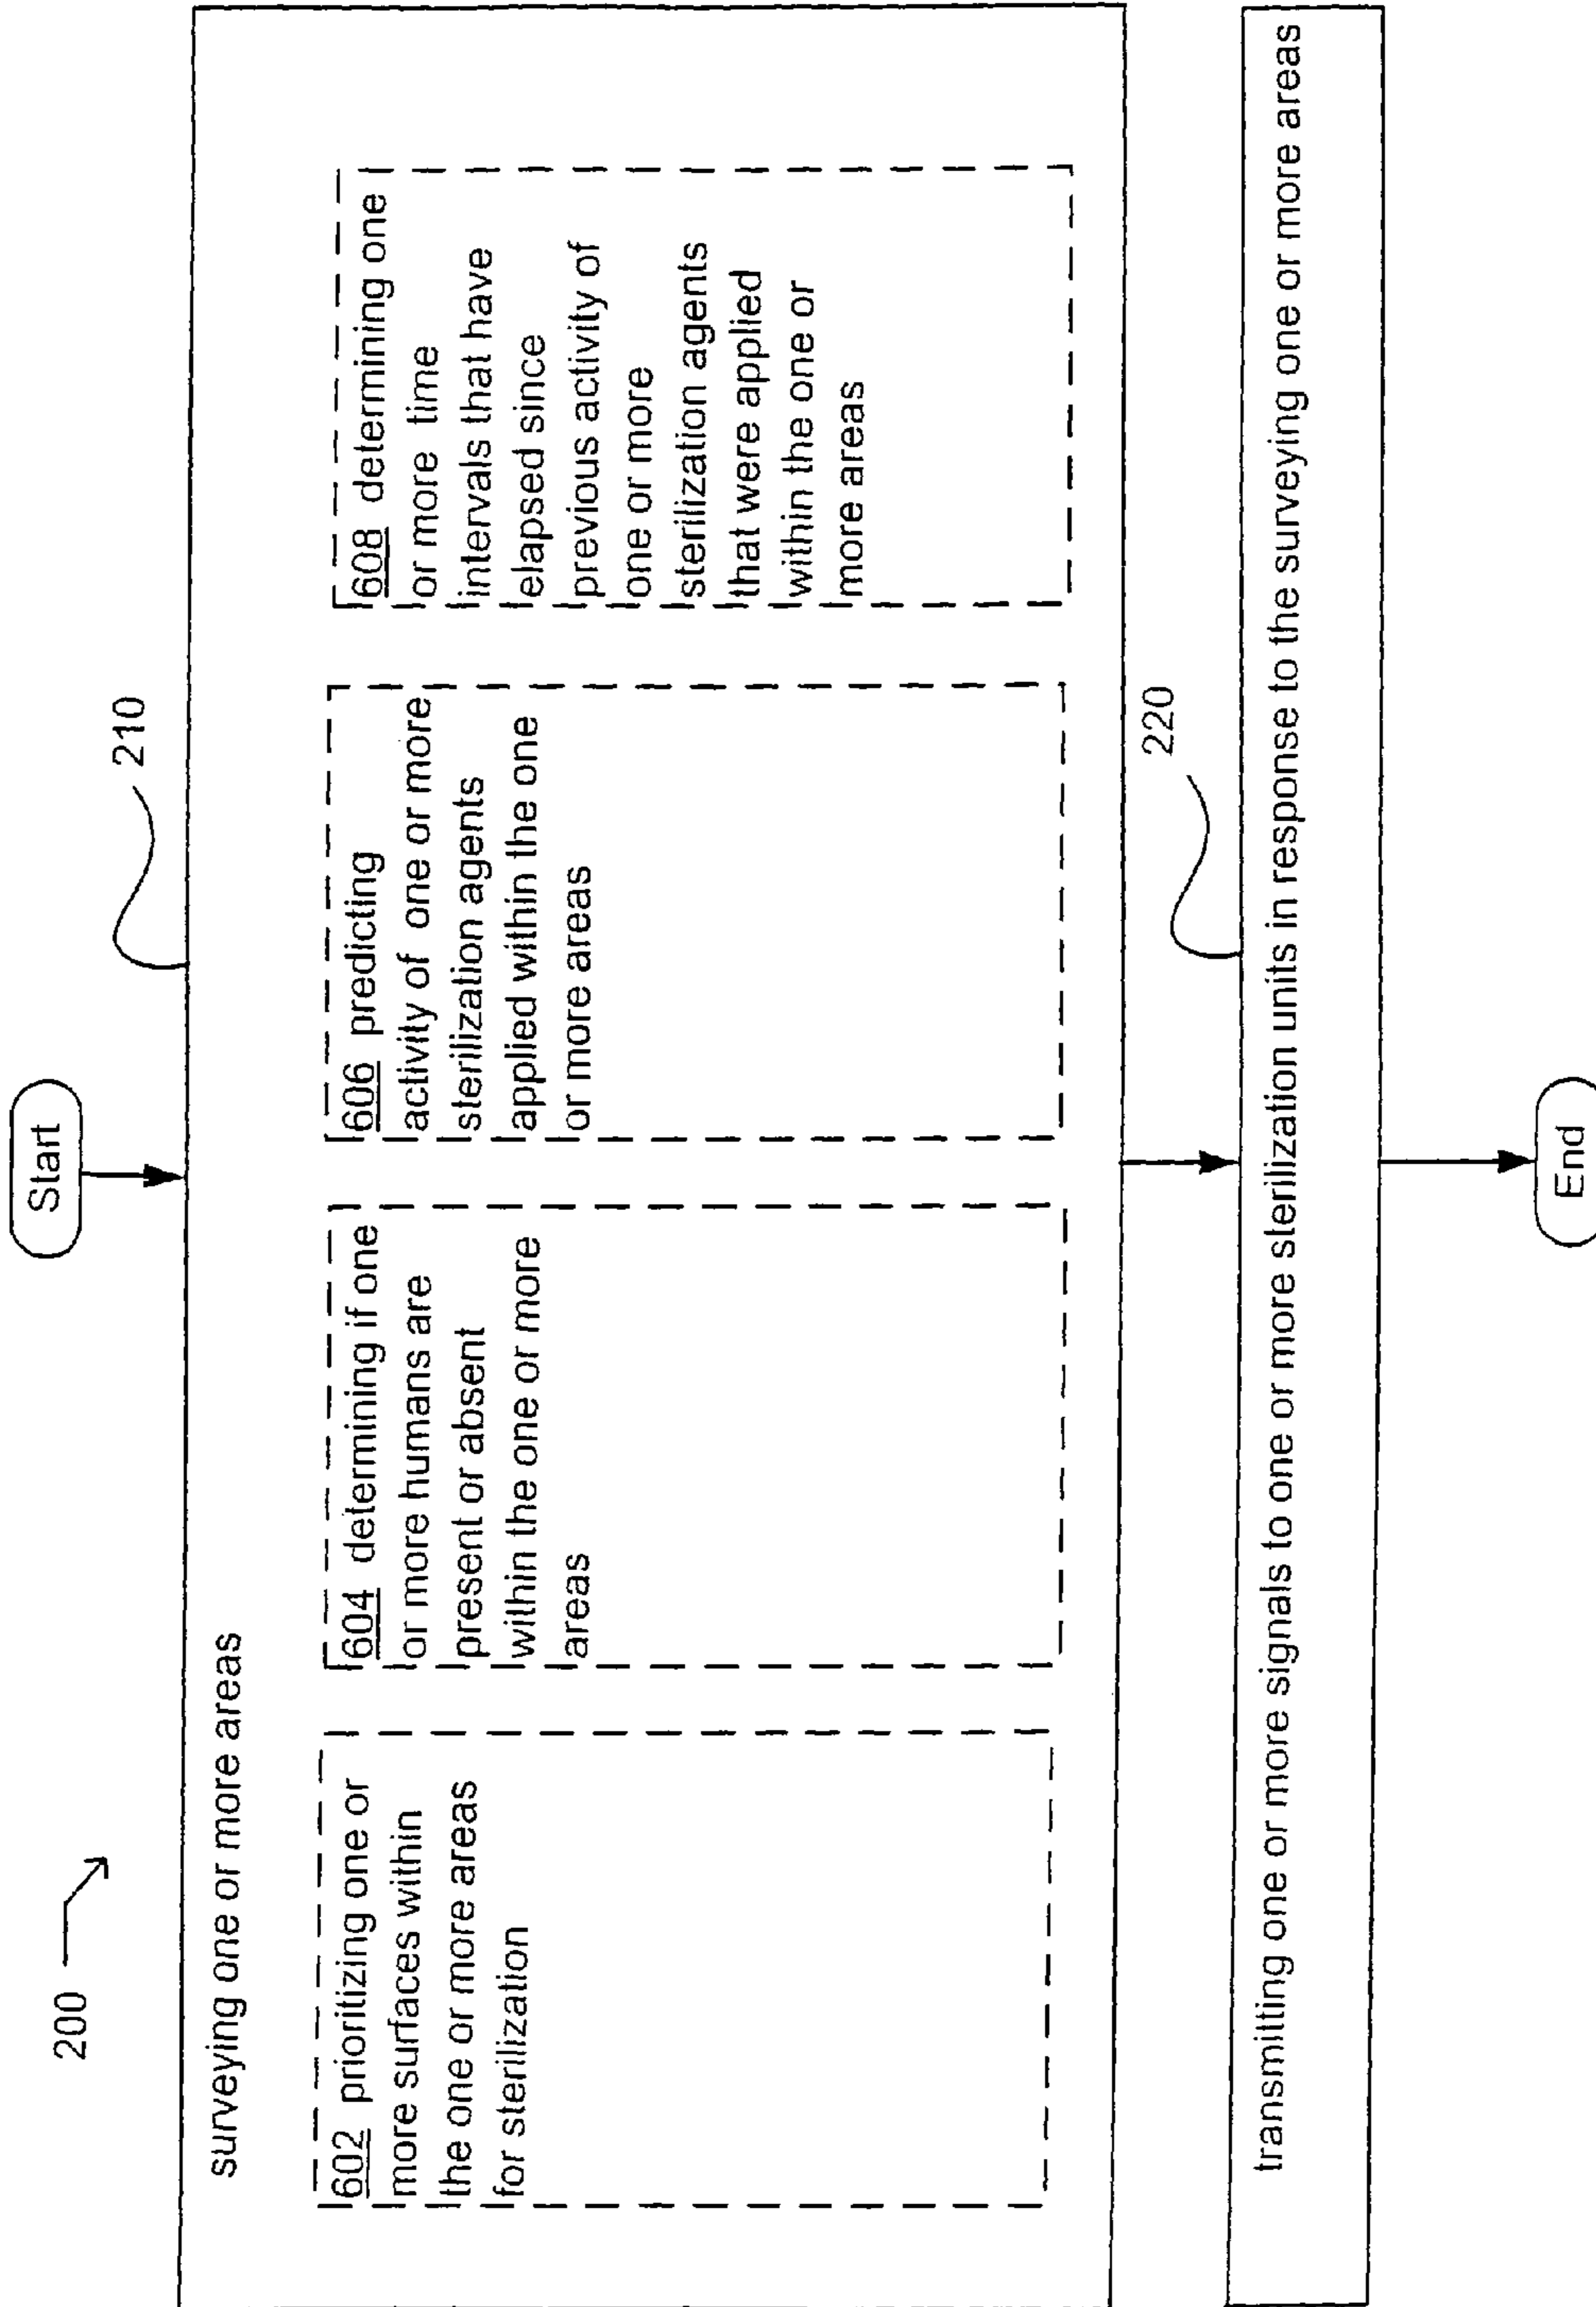 200
Start
210
surveying one or more areas
602 prioritizing one or
more surfaces within
the one or more areas
for sterilization
604 determining if one
or more humans are
present or absent
within the one or more
areas
606 predicting
activity of one or more
sterilization agents
applied within the one
or more areas
608 determining one
or more time
intervals that have
elapsed since
previous activity of
one or more
sterilization agents
that were applied
within the one or
more areas
220
transmitting one or more signals to one or more sterilization units in response to the surveying one or more areas
End